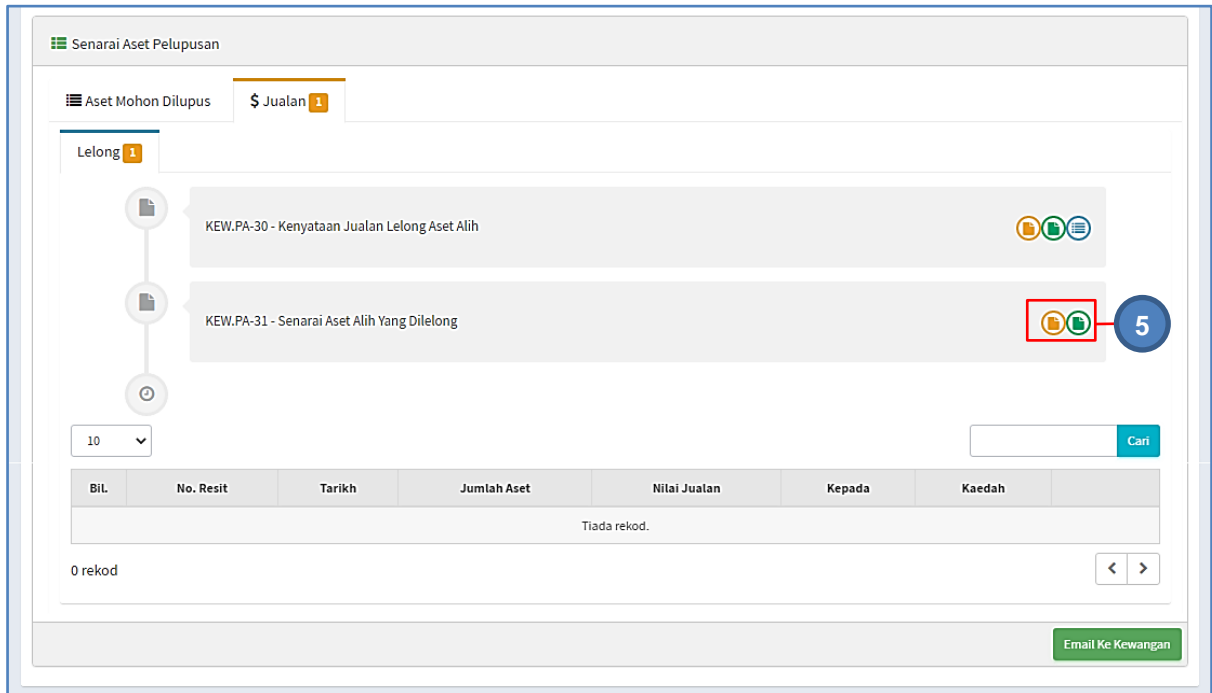 Senarai Aset Pelupusan
Aset Mohon Dilupus $ Jualan 1
Lelong 1
KEW.PA-30 - Kenyataan Jualan Lelong Aset Alih
KEW.PA-31 - Senarai Aset Alih Yang Dilelong
5
10 Cari
Bil. No. Resit Tarikh Jumlah Aset Nilai Jualan Kepada Kaedah
Tiada rekod.
0 rekod
Email Ke Kewangan